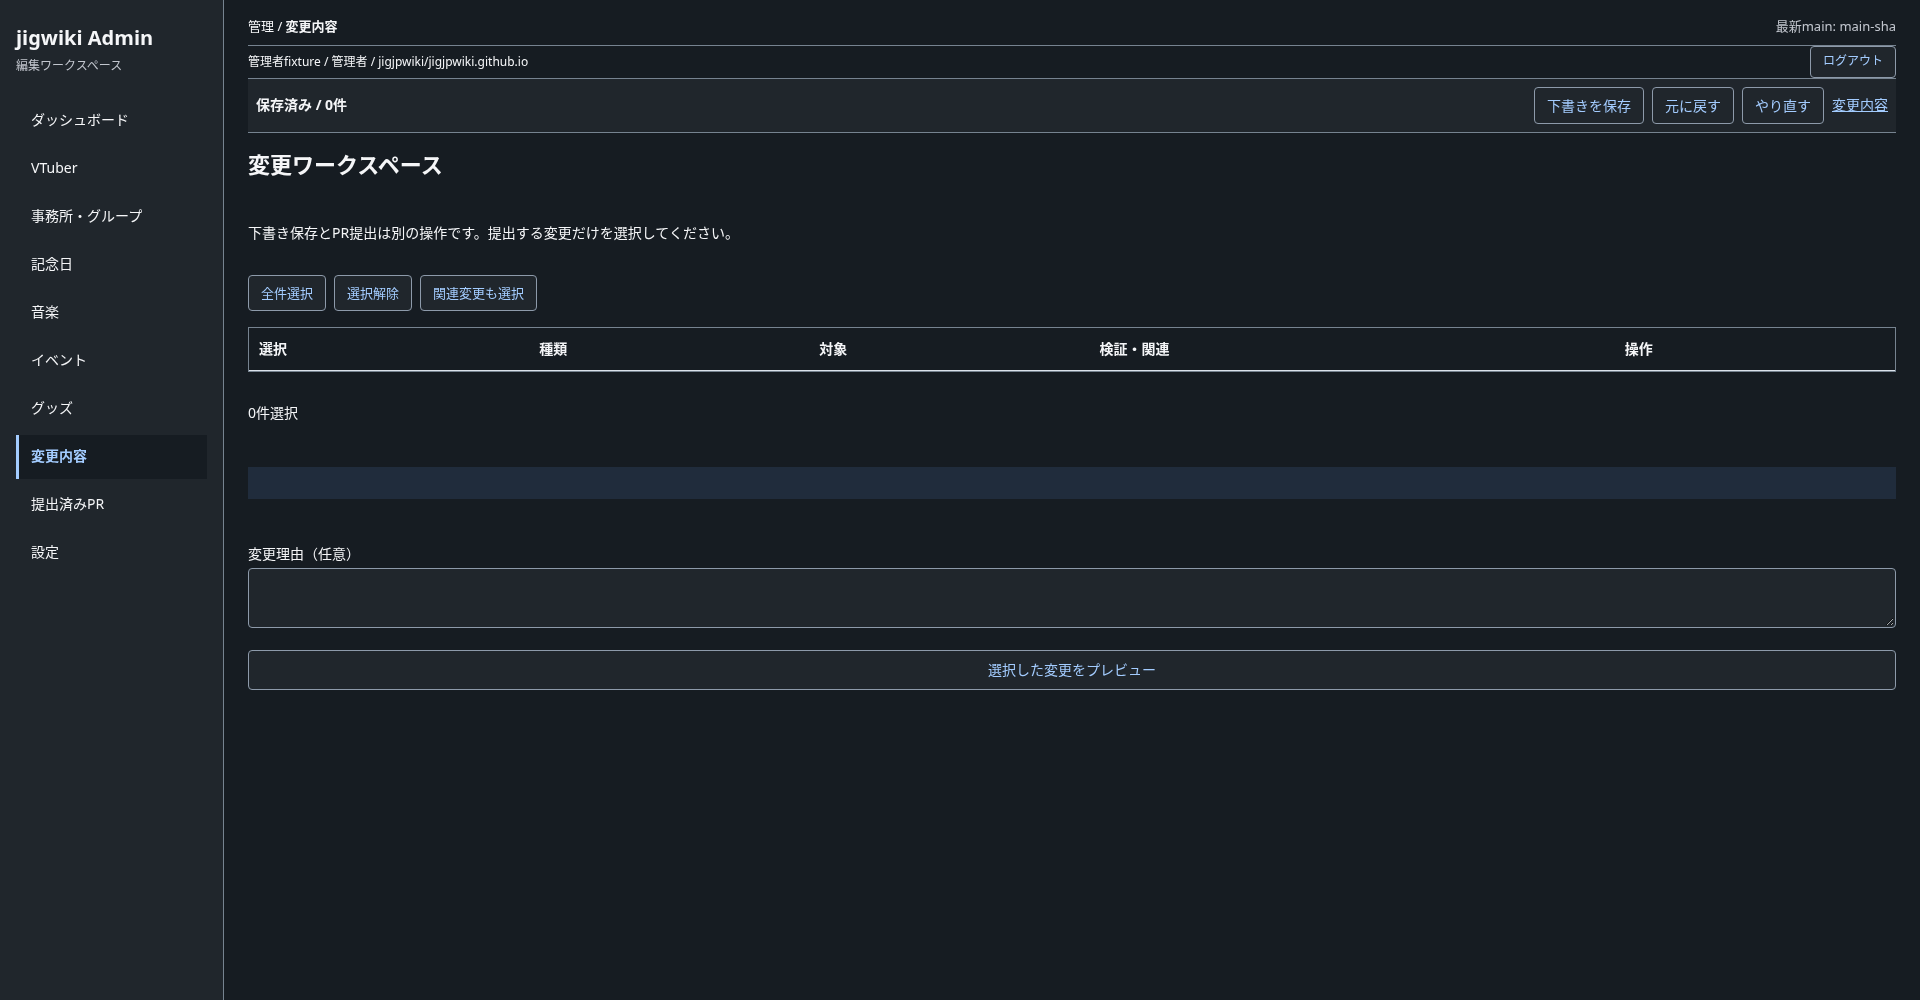 jigwiki Admin
編集ワークスペース
ダッシュボード
VTuber
事務所・グループ
記念日
音楽
イベント
グッズ
変更内容
提出済みPR
設定
管理 / 変更内容
最新main: main-sha
管理者fixture / 管理者 / jigjpwiki/jigjpwiki.github.io
ログアウト
保存済み / 0件
下書きを保存
元に戻す
やり直す
変更内容
変更ワークスペース
下書き保存とPR提出は別の操作です。提出する変更だけを選択してください。
全件選択
選択解除
関連変更も選択
選択 種類 対象 検証・関連 操作
0件選択
変更理由（任意）
選択した変更をプレビュー